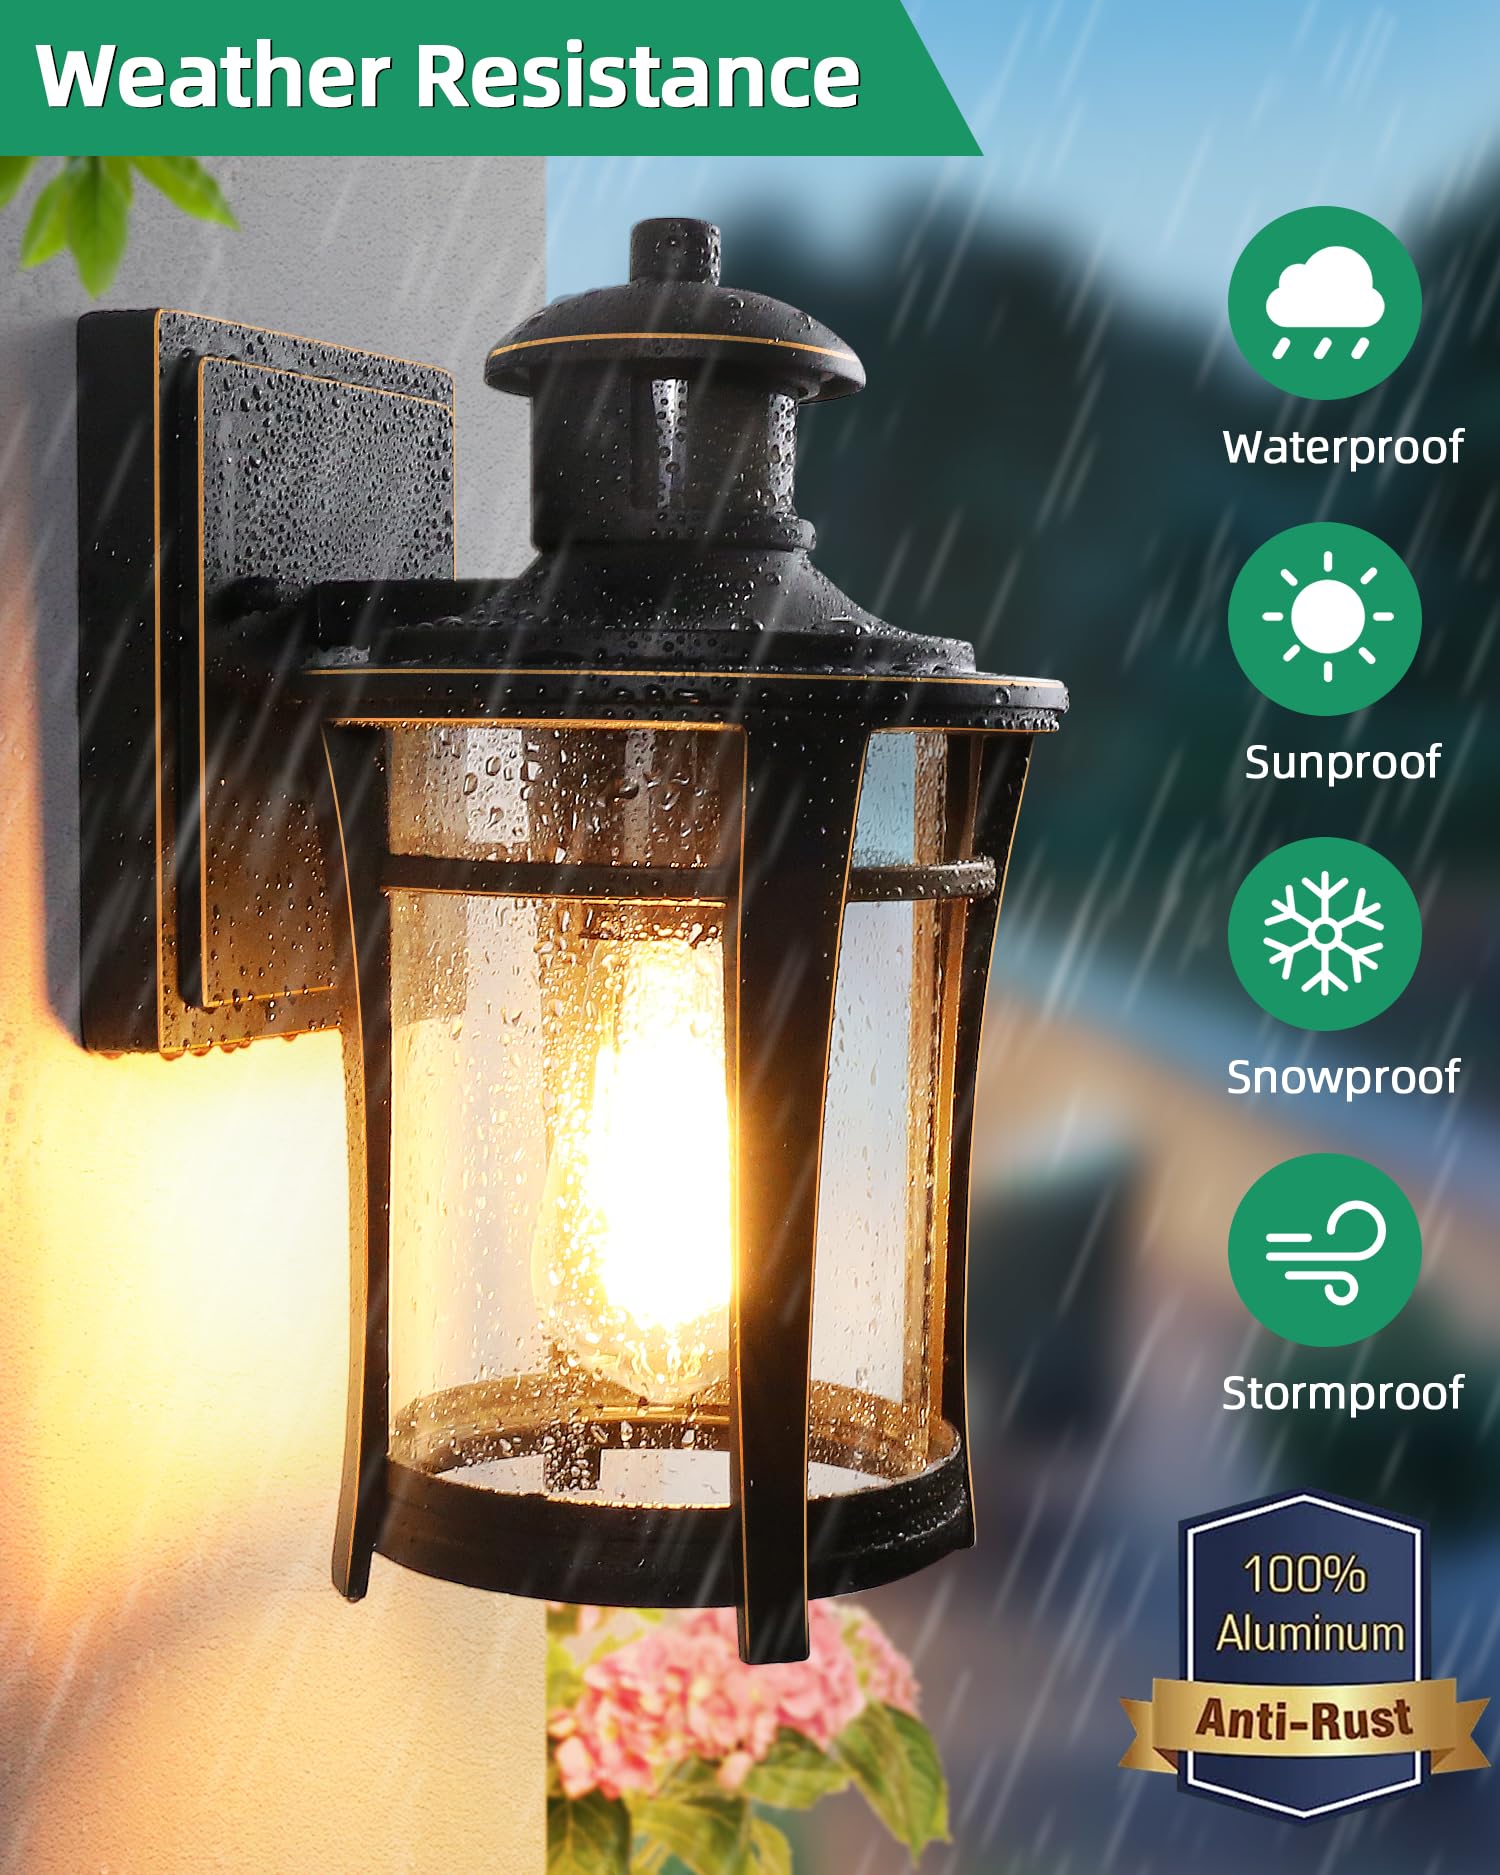 Weather Resistance
Waterproof
Sunproof
Snowproof
Stormproof
100%
Aluminum
Anti-Rust